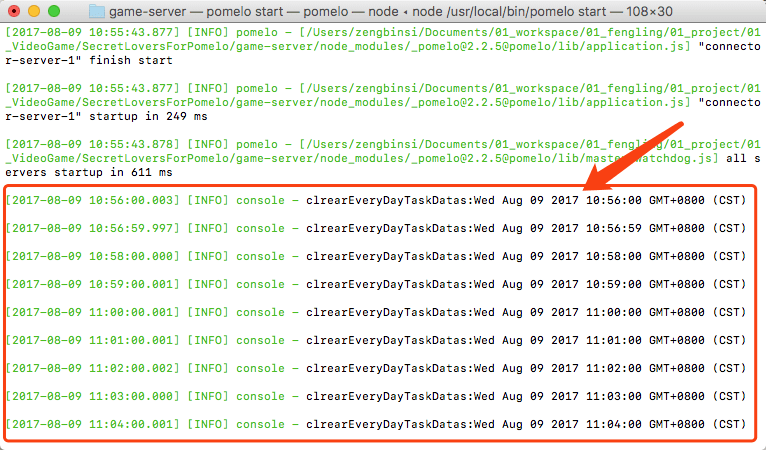 game-server — pomelo start — pomelo — node ◂ node /usr/local/bin/pomelo start — 108×30
[2017-08-09 10:55:43.877] [INFO] pomelo - [/Users/zengbinsi/Documents/01_workspace/01_fengling/01_project/01
_VideoGame/SecretLoversForPomelo/game-server/node_modules/_pomelo@2.2.5@pomelo/lib/application.js] "connecto
r-server-1" finish start
[2017-08-09 10:55:43.877] [INFO] pomelo - [/Users/zengbinsi/Documents/01_workspace/01_fengling/01_project/01
_VideoGame/SecretLoversForPomelo/game-server/node_modules/_pomelo@2.2.5@pomelo/lib/application.js] "connecto
r-server-1" startup in 249 ms
[2017-08-09 10:55:43.878] [INFO] pomelo - [/Users/zengbinsi/Documents/01_workspace/01_fengling/01_project/01
_VideoGame/SecretLoversForPomelo/game-server/node_modules/_pomelo@2.2.5@pomelo/lib/master/watchdog.js] all s
ervers startup in 611 ms
[2017-08-09 10:56:00.003] [INFO] console - clrearEveryDayTaskDatas:Wed Aug 09 2017 10:56:00 GMT+0800 (CST)
[2017-08-09 10:56:59.997] [INFO] console - clrearEveryDayTaskDatas:Wed Aug 09 2017 10:56:59 GMT+0800 (CST)
[2017-08-09 10:58:00.000] [INFO] console - clrearEveryDayTaskDatas:Wed Aug 09 2017 10:58:00 GMT+0800 (CST)
[2017-08-09 10:59:00.001] [INFO] console - clrearEveryDayTaskDatas:Wed Aug 09 2017 10:59:00 GMT+0800 (CST)
[2017-08-09 11:00:00.001] [INFO] console - clrearEveryDayTaskDatas:Wed Aug 09 2017 11:00:00 GMT+0800 (CST)
[2017-08-09 11:01:00.001] [INFO] console - clrearEveryDayTaskDatas:Wed Aug 09 2017 11:01:00 GMT+0800 (CST)
[2017-08-09 11:02:00.002] [INFO] console - clrearEveryDayTaskDatas:Wed Aug 09 2017 11:02:00 GMT+0800 (CST)
[2017-08-09 11:03:00.000] [INFO] console - clrearEveryDayTaskDatas:Wed Aug 09 2017 11:03:00 GMT+0800 (CST)
[2017-08-09 11:04:00.001] [INFO] console - clrearEveryDayTaskDatas:Wed Aug 09 2017 11:04:00 GMT+0800 (CST)